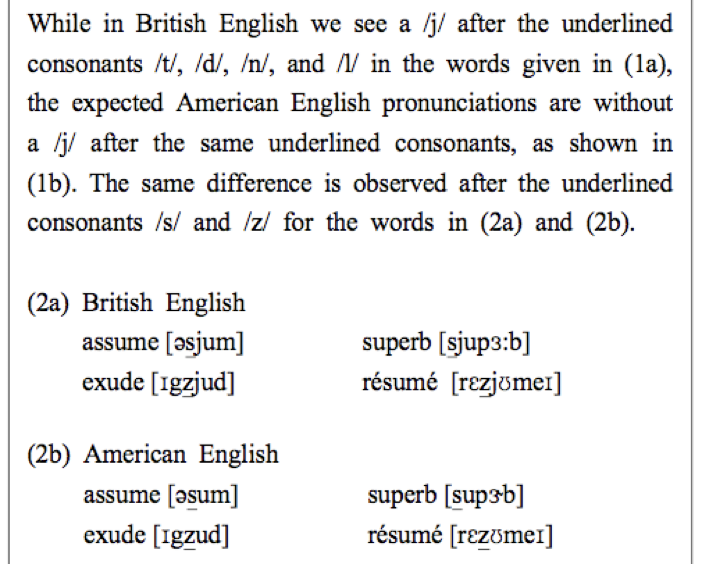 While in British English we see a /j/ after the underlined
consonants /t/, /d/, /n/, and /l/ in the words given in (1a),
the expected American English pronunciations are without
a /j/ after the same underlined consonants, as shown in
(1b). The same difference is observed after the underlined
consonants /s/ and /z/ for the words in (2a) and (2b).
(2a) British English
assume [əsjum] superb [sjupɜ:b]
exude [ɪgzjud] résumé [rɛzjʊmeɪ]
(2b) American English
assume [əsum] superb [supɝb]
exude [ɪgzud] résumé [rɛzʊmeɪ]